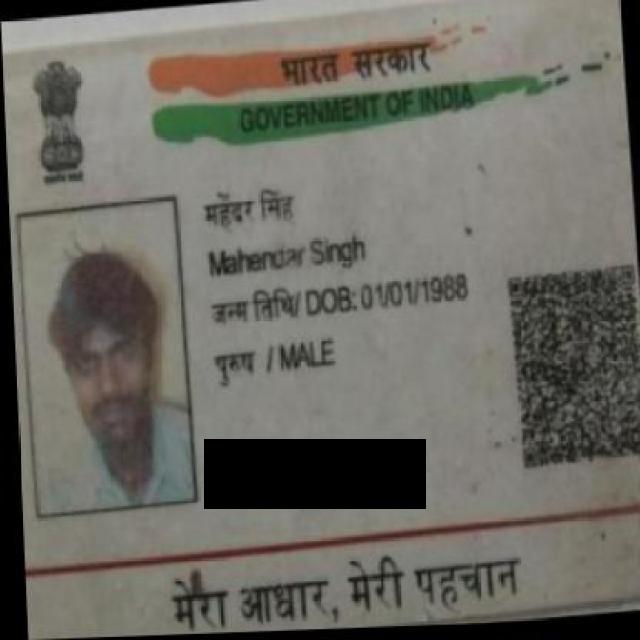 भारत सरकार
GOVERNMENT OF INDIA
महेंदर सिंह
Mahendar Singh
जन्म तिथि/ DOB: 01/01/1988
पुरुष / MALE
मेरा आधार, मेरी पहचान